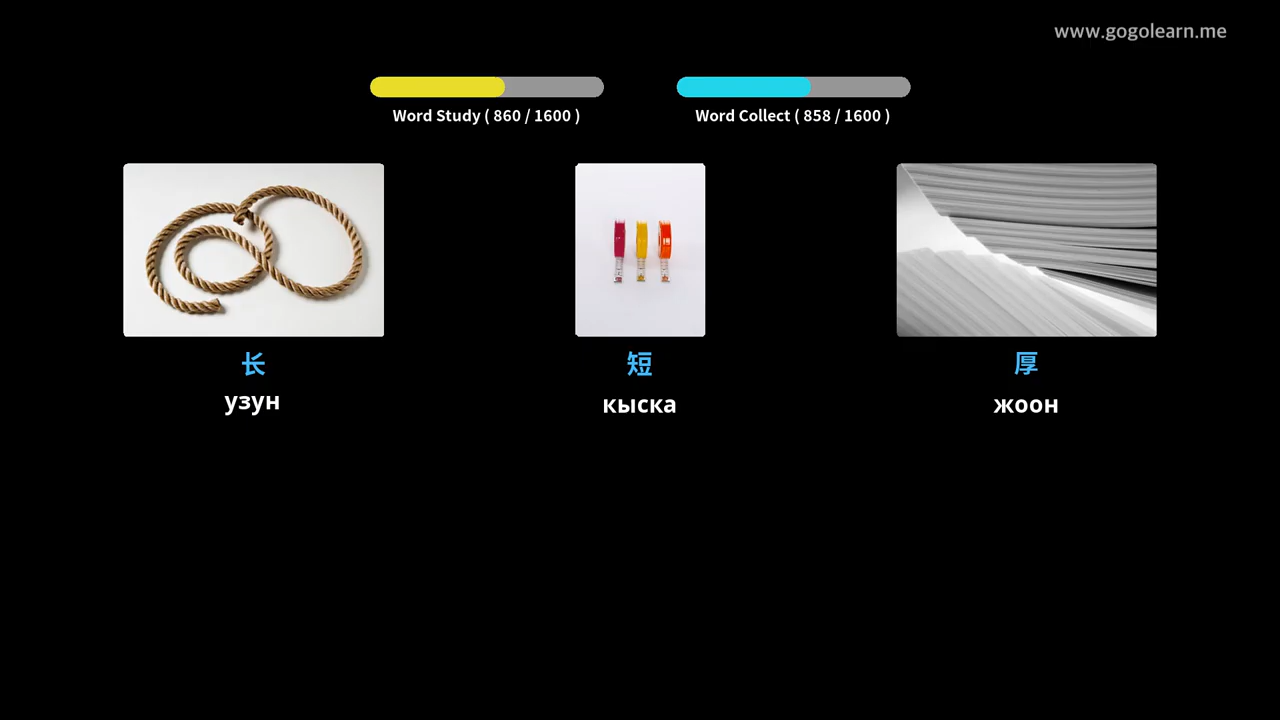 www.gogolearn.me
Word Study ( 860 / 1600 )
Word Collect ( 858 / 1600 )
长
短
厚
узун
кыска
жоон